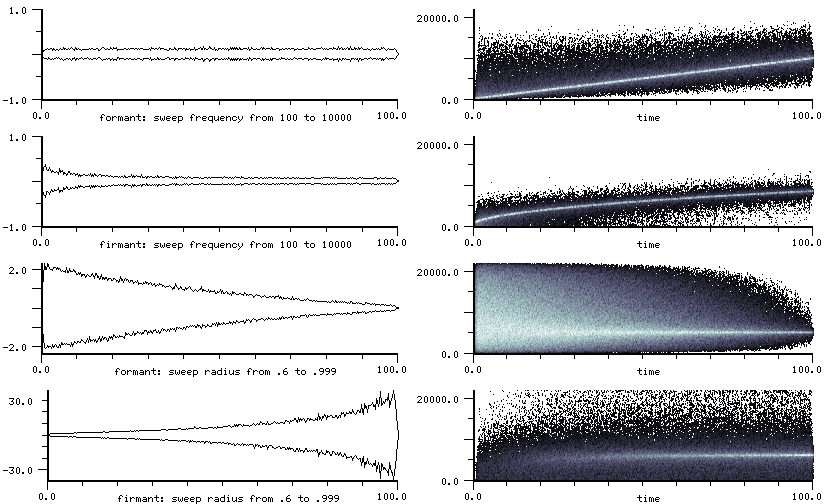 1.0
20000.0
-1.0
0.0
0.0 formant: sweep frequency from 100 to 10000 100.0
0.0 time 100.0
1.0
20000.0
-1.0
0.0
0.0 firmant: sweep frequency from 100 to 10000 100.0
0.0 time 100.0
2.0
20000.0
-2.0
0.0
0.0 formant: sweep radius from .6 to .999 100.0
0.0 time 100.0
30.0
20000.0
-30.0
0.0
0.0 firmant: sweep radius from .6 to .999 100.0
0.0 time 100.0